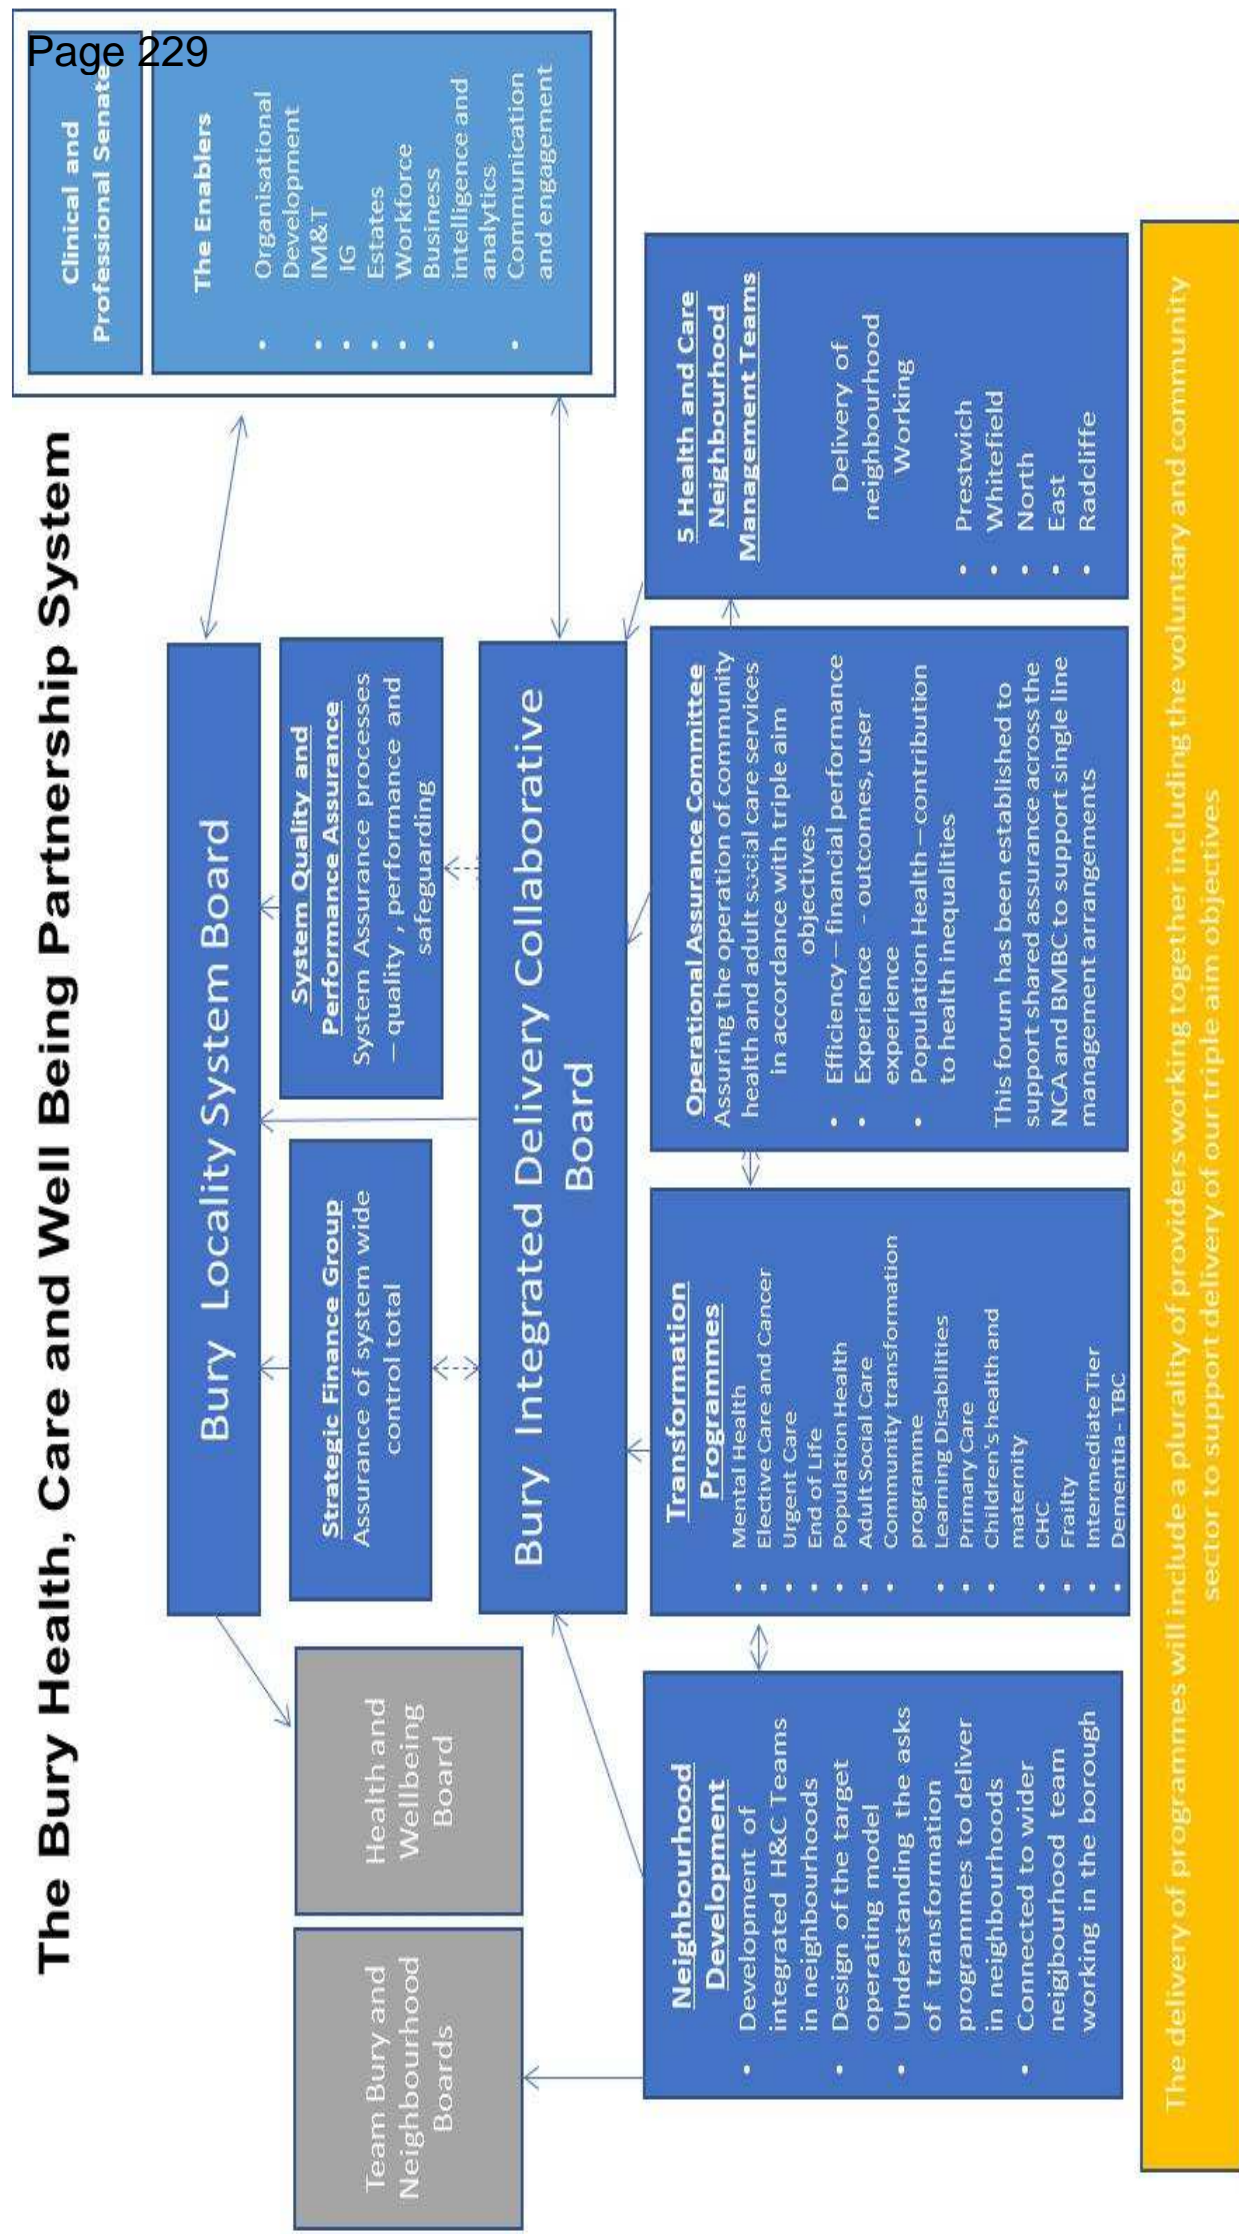 Page 229
The Bury Health, Care and Well Being Partnership System
Clinical and
Professional Senate
The Enablers
• Organisational
Development
• IM&T
• IG
• Estates
• Workforce
• Business
intelligence and
analytics
• Communication
and engagement
Bury Locality System Board
Strategic Finance Group
Assurance of system wide
control total
System Quality and
Performance Assurance
System Assurance processes
– quality , performance and
safeguarding
Team Bury and
Neighbourhood
Boards
Health and
Wellbeing
Board
Bury Integrated Delivery Collaborative
Board
Neighbourhood
Development
• Development of
integrated H&C Teams
in neighbourhoods
• Design of the target
operating model
• Understanding the asks
of transformation
programmes to deliver
in neighbourhoods
• Connected to wider
neigjbourhood team
working in the borough
Transformation
Programmes
• Mental Health
• Elective Care and Cancer
• Urgent Care
• End of Life
• Population Health
• Adult Social Care
• Community transformation
programme
• Learning Disabilities
• Primary Care
• Children's health and
maternity
• CHC
• Frailty
• Intermediate Tier
• Dementia - TBC
Operational Assurance Committee
Assuring the operation of community
health and adult social care services
in accordance with triple aim
objectives
• Efficiency – financial performance
• Experience - outcomes, user
experience
• Population Health – contribution
to health inequalities
This forum has been established to
support shared assurance across the
NCA and BMBC to support single line
management arrangements
5 Health and Care
Neighbourhood
Management Teams
Delivery of
neighbourhood
Working
• Prestwich
• Whitefield
• North
• East
• Radcliffe
The delivery of programmes will include a plurality of providers working together including the voluntary and community
sector to support delivery of our triple aim objectives